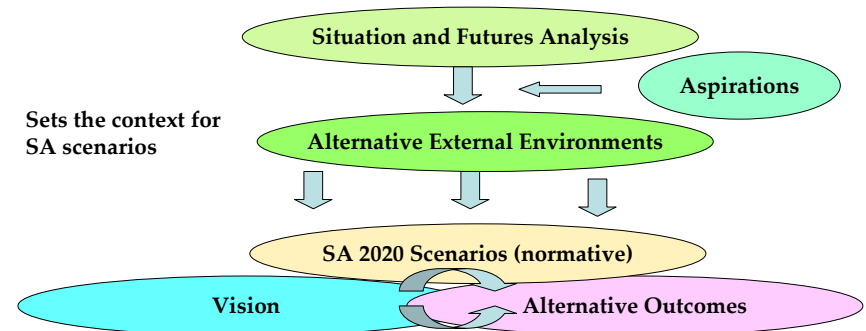 Situation and Futures Analysis
Aspirations
Sets the context for
SA scenarios
Alternative External Environments
SA 2020 Scenarios (normative)
Vision
Alternative Outcomes